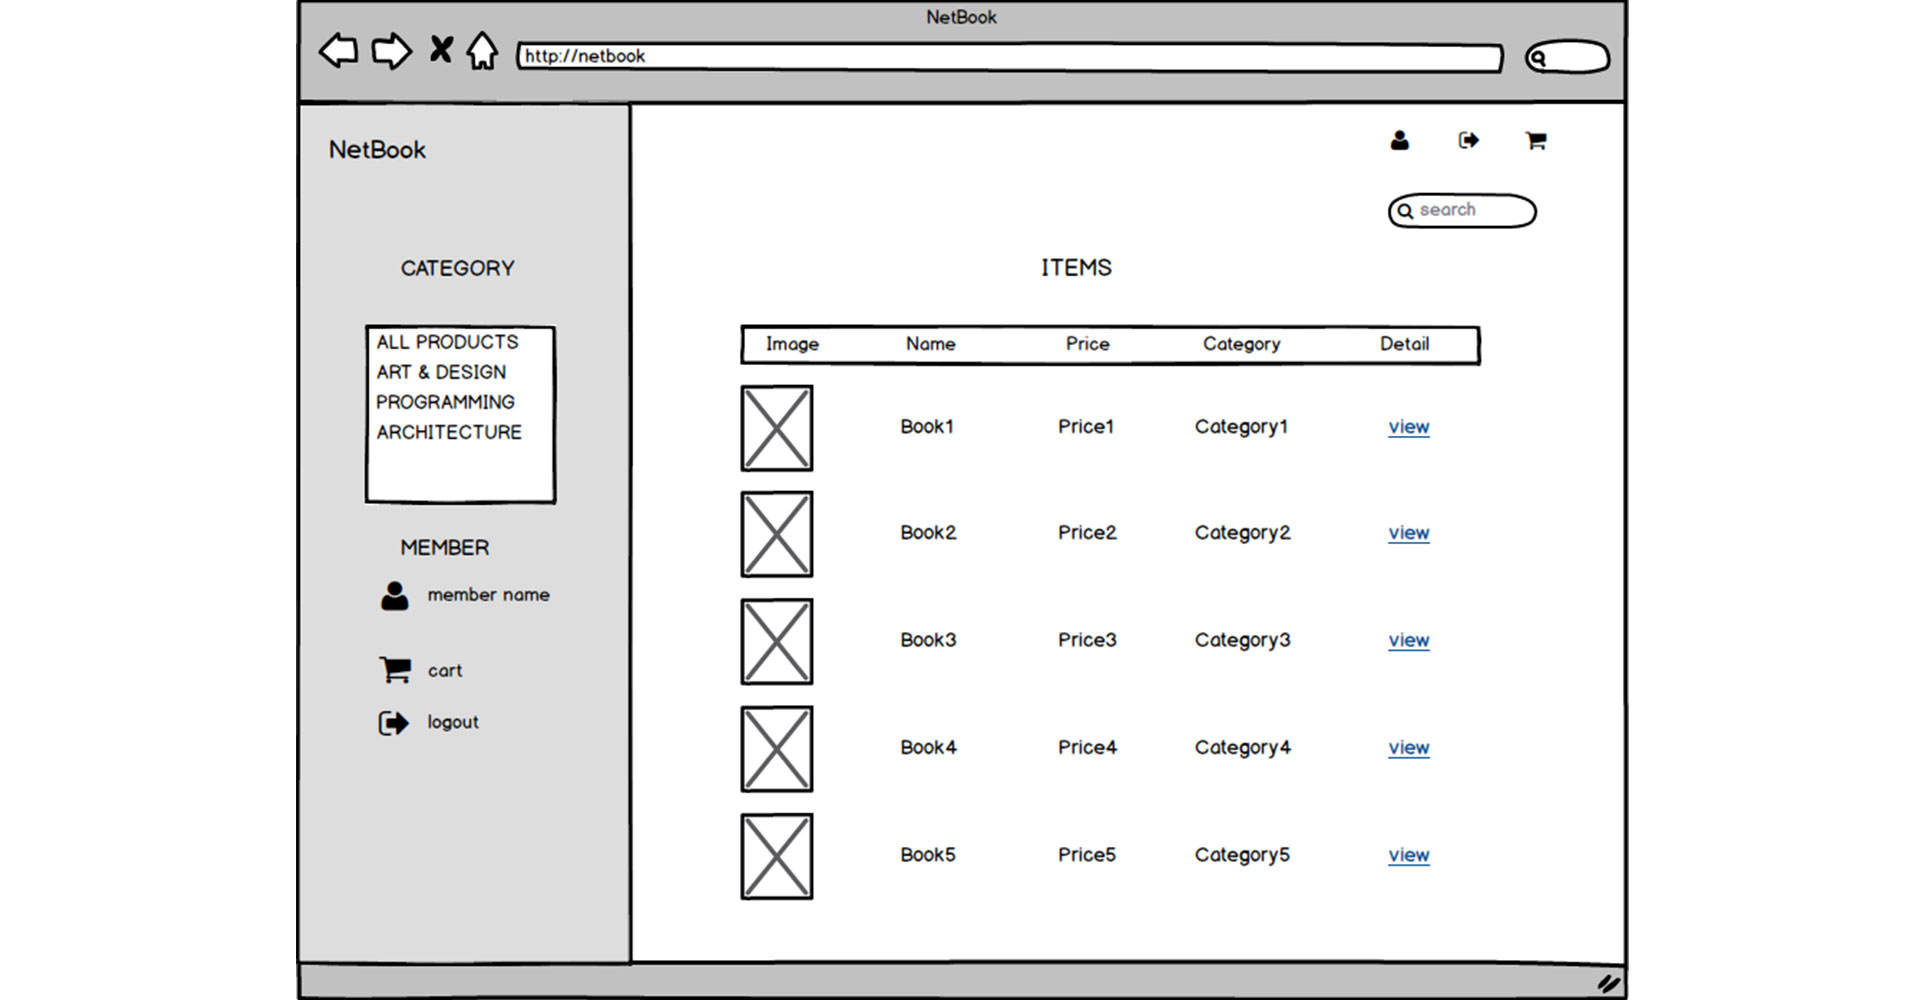 NetBook
http://netbook
NetBook
search
CATEGORY
ALL PRODUCTS
ART & DESIGN
PROGRAMMING
ARCHITECTURE
MEMBER
member name
cart
logout
ITEMS
Image Name Price Category Detail
Book1 Price1 Category1 view
Book2 Price2 Category2 view
Book3 Price3 Category3 view
Book4 Price4 Category4 view
Book5 Price5 Category5 view